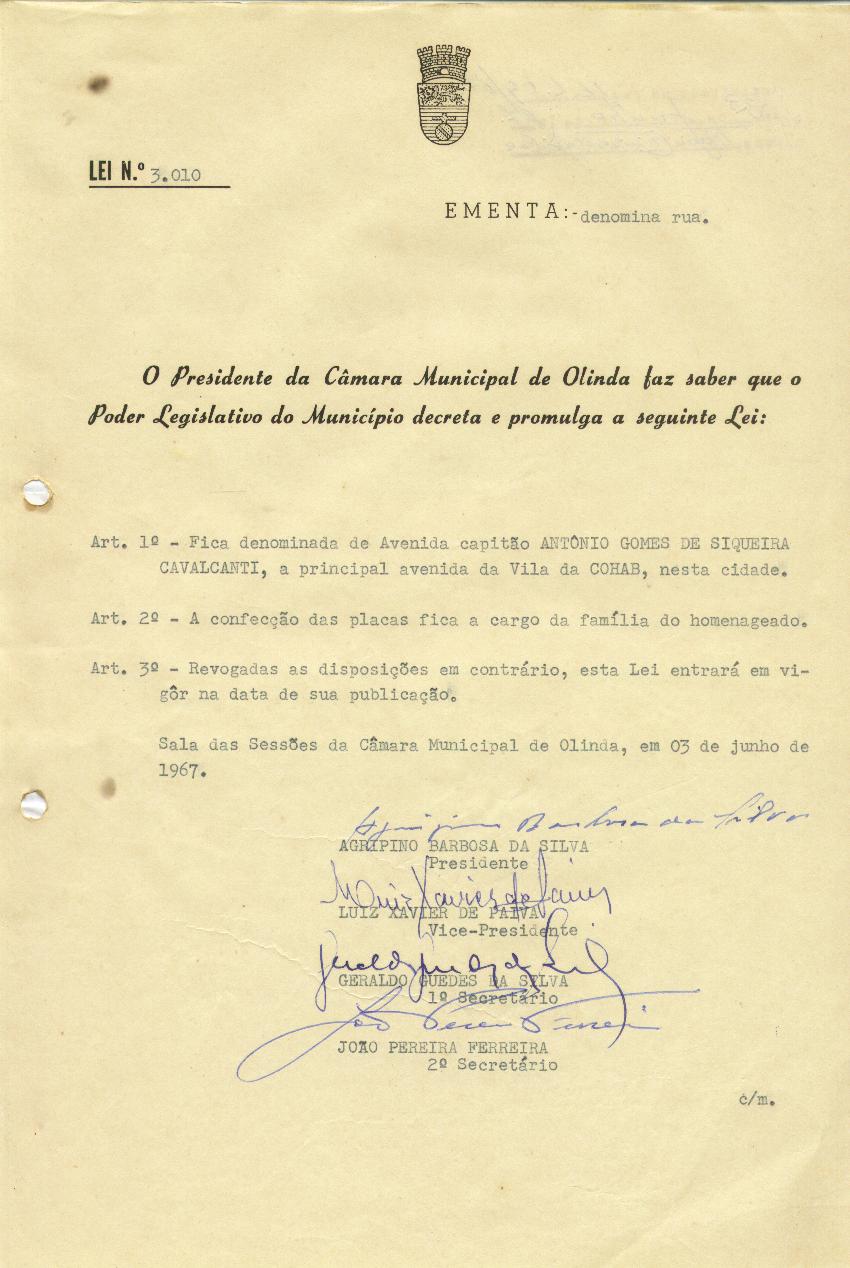 LEI N.º 3.010
EMENTA:-denomina rua.
O Presidente da Câmara Municipal de Olinda faz saber que o
Poder Legislativo do Município decreta e promulga a seguinte Lei:
Art. 1º - Fica denominada de Avenida capitão ANTÔNIO GOMES DE SIQUEIRA
CAVALCANTI, a principal avenida da Vila da COHAB, nesta cidade.
Art. 2º - A confecção das placas fica a cargo da família do homenageado.
Art. 3º - Revogadas as disposições em contrário, esta Lei entrará em vi-
gôr na data de sua publicação.
Sala das Sessões da Câmara Municipal de Olinda, em 03 de junho de
1967.
Agripino Barbosa da Silva
AGRIPINO BARBOSA DA SILVA
Presidente
Luiz Xavier de Paiva
LUIZ XAVIER DE PAIVA
Vice-Presidente
GERALDO GUEDES DA SILVA
1º Secretário
João Pereira Ferreira
JOÃO PEREIRA FERREIRA
2º Secretário
c/m.